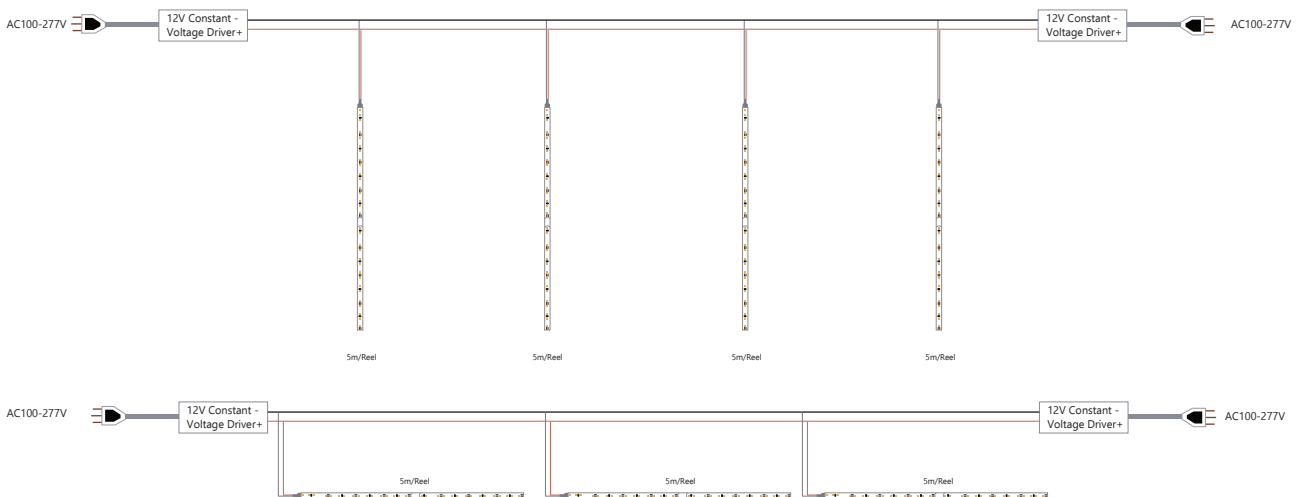 AC100-277V
12V Constant -
Voltage Driver+
12V Constant -
Voltage Driver+
AC100-277V
5m/Reel
5m/Reel
5m/Reel
5m/Reel
AC100-277V
12V Constant -
Voltage Driver+
12V Constant -
Voltage Driver+
AC100-277V
5m/Reel
5m/Reel
5m/Reel